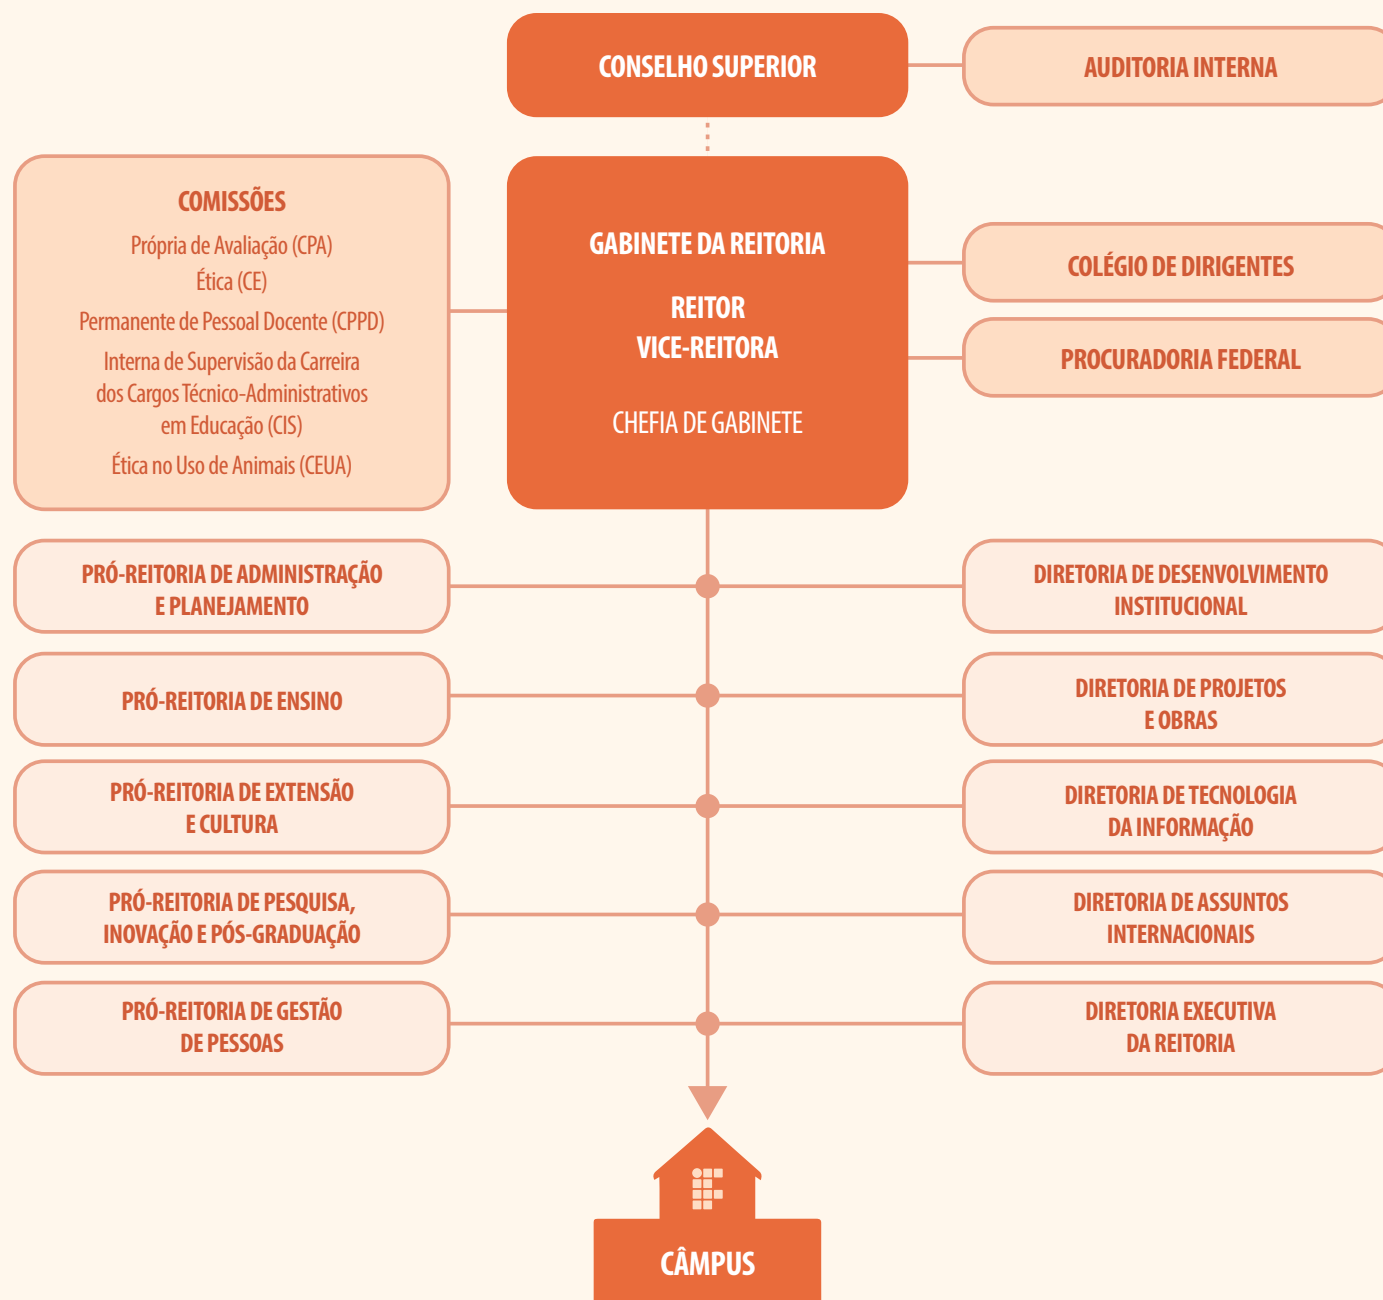 CONSELHO SUPERIOR
AUDITORIA INTERNA
COMISSÕES
Própria de Avaliação (CPA)
Ética (CE)
Permanente de Pessoal Docente (CPPD)
Interna de Supervisão da Carreira
dos Cargos Técnico-Administrativos
em Educação (CIS)
Ética no Uso de Animais (CEUA)
GABINETE DA REITORIA
REITOR
VICE-REITORA
CHEFIA DE GABINETE
COLÉGIO DE DIRIGENTES
PROCURADORIA FEDERAL
PRÓ-REITORIA DE ADMINISTRAÇÃO
E PLANEJAMENTO
DIRETORIA DE DESENVOLVIMENTO
INSTITUCIONAL
PRÓ-REITORIA DE ENSINO
DIRETORIA DE PROJETOS
E OBRAS
PRÓ-REITORIA DE EXTENSÃO
E CULTURA
DIRETORIA DE TECNOLOGIA
DA INFORMAÇÃO
PRÓ-REITORIA DE PESQUISA,
INOVAÇÃO E PÓS-GRADUAÇÃO
DIRETORIA DE ASSUNTOS
INTERNACIONAIS
PRÓ-REITORIA DE GESTÃO
DE PESSOAS
DIRETORIA EXECUTIVA
DA REITORIA
CÂMPUS